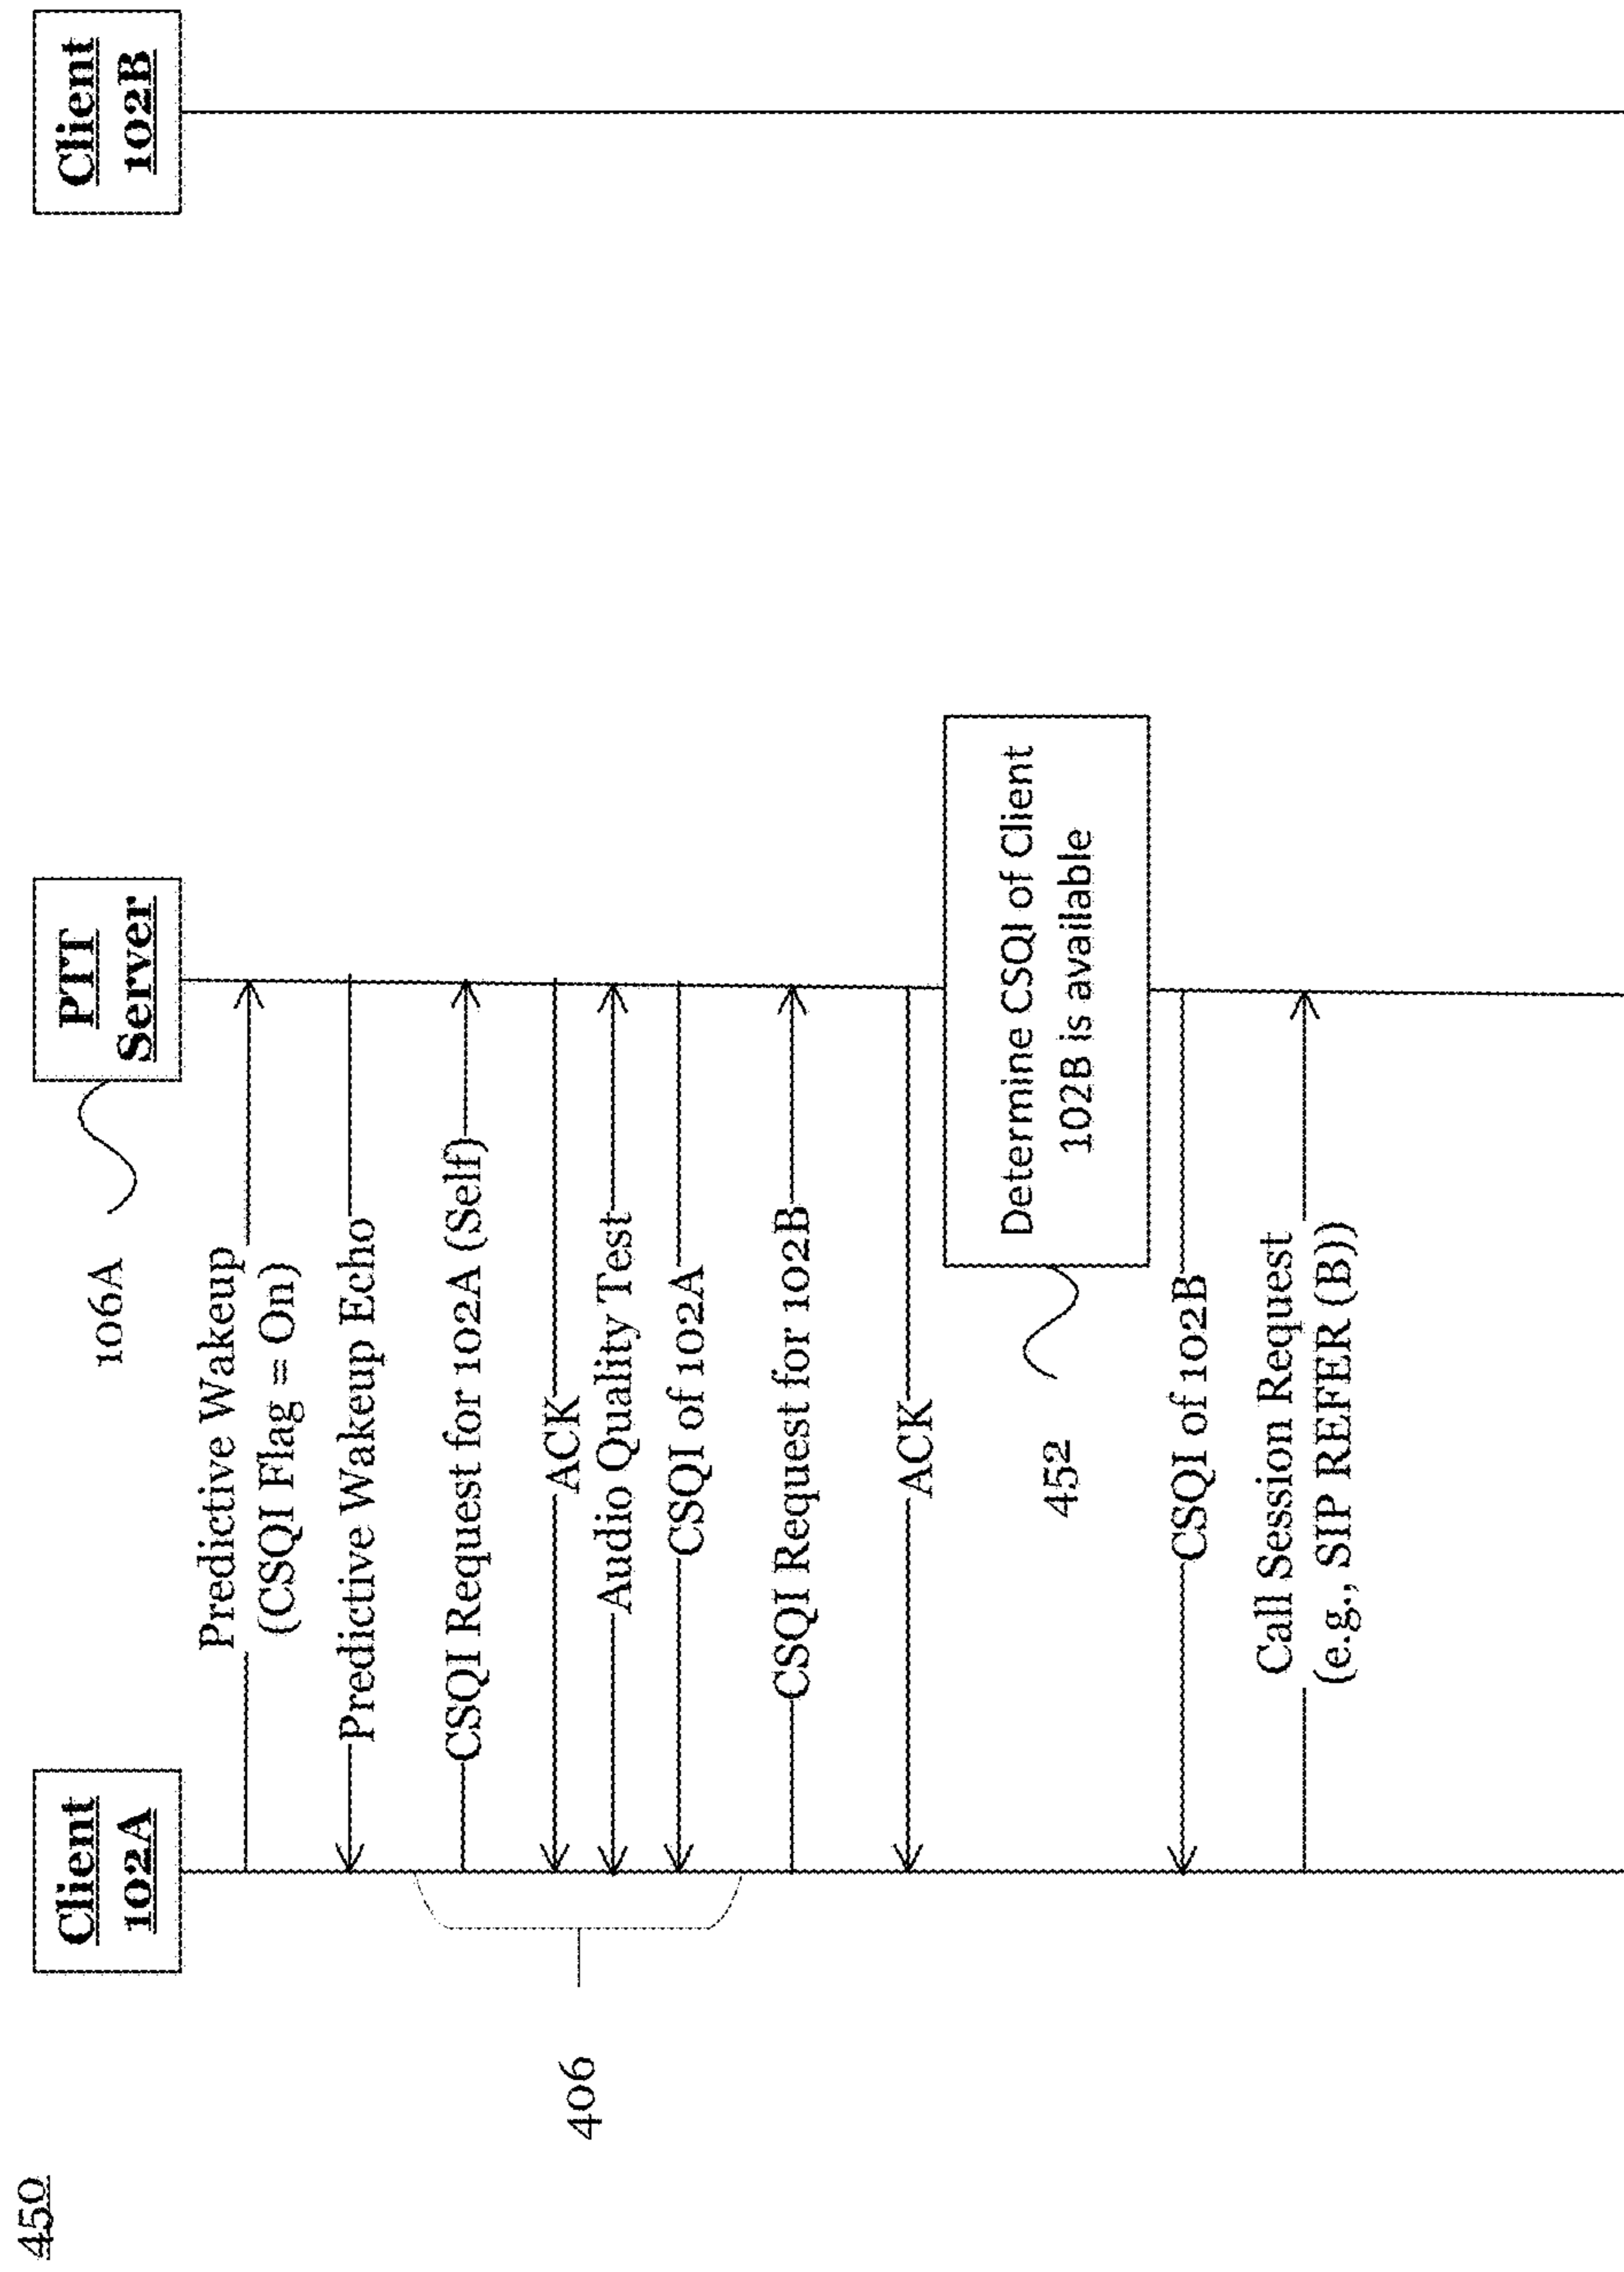 450
Client
102A
PTT
Server
106A
Client
102B
Predictive Wakeup
(CSQI Flag = On)
Predictive Wakeup Echo
CSQI Request for 102A (Self)
ACK
Audio Quality Test
CSQI of 102A
406
CSQI Request for 102B
ACK
Determine CSQI of Client
102B is available
452
CSQI of 102B
Call Session Request
(e.g., SIP REFER (B))